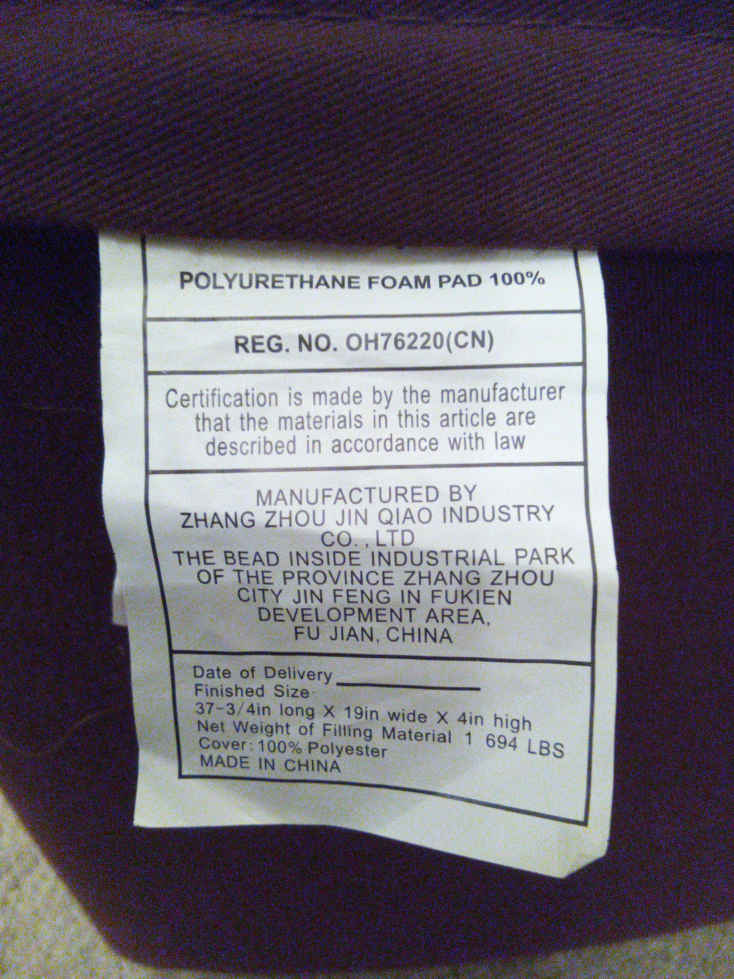 POLYURETHANE FOAM PAD 100%
REG. NO. OH76220(CN)
Certification is made by the manufacturer
that the materials in this article are
described in accordance with law
MANUFACTURED BY
ZHANG ZHOU JIN QIAO INDUSTRY
CO., LTD
THE BEAD INSIDE INDUSTRIAL PARK
OF THE PROVINCE ZHANG ZHOU
CITY JIN FENG IN FUKIEN
DEVELOPMENT AREA,
FU JIAN, CHINA
Date of Delivery
Finished Size
37-3/4in long X 19in wide X 4in high
Net Weight of Filling Material 1 694 LBS
Cover: 100% Polyester
MADE IN CHINA